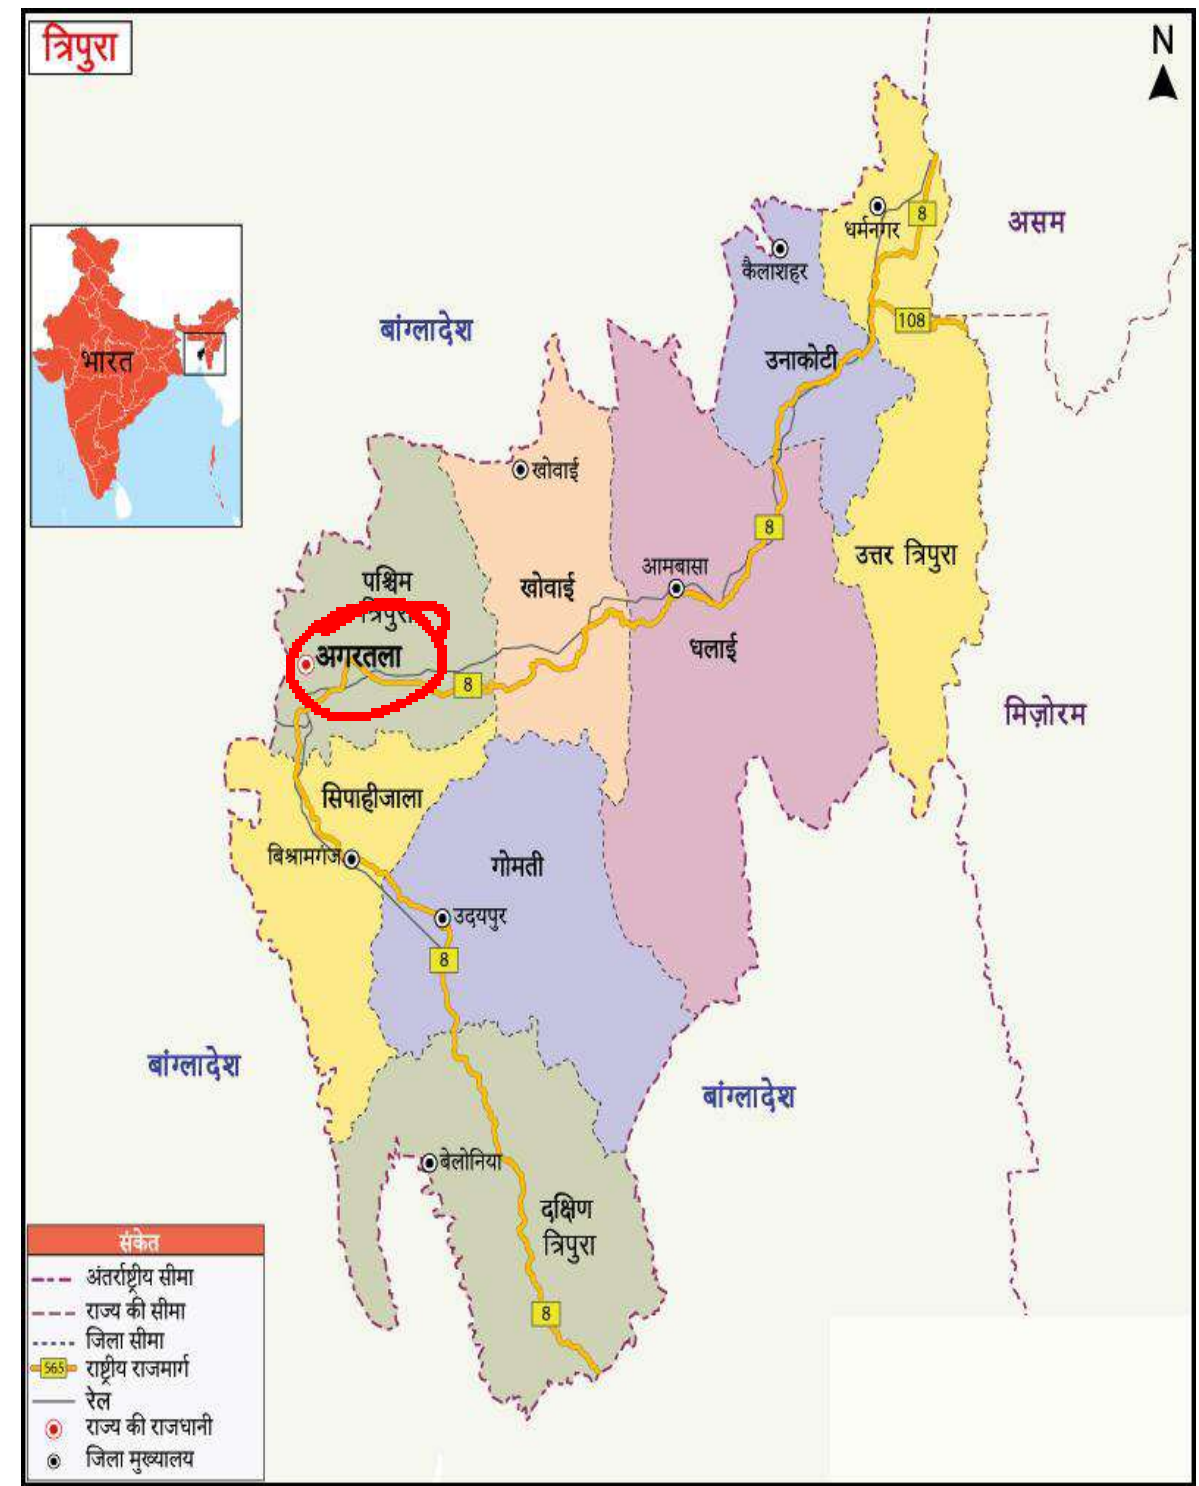 त्रिपुरा
N
भारत
असम
बांग्लादेश
धर्मनगर
8
कैलाशहर
108
उनाकोटी
खोवाई
8
उत्तर त्रिपुरा
आमबासा
खोवाई
पश्चिम
त्रिपुरा
अगरतला
धलाई
8
मिज़ोरम
सिपाहीजाला
बिश्रामगंज
गोमती
उदयपुर
8
बांग्लादेश
बांग्लादेश
बेलोनिया
दक्षिण
त्रिपुरा
8
संकेत
अंतर्राष्ट्रीय सीमा
राज्य की सीमा
जिला सीमा
565 राष्ट्रीय राजमार्ग
रेल
राज्य की राजधानी
जिला मुख्यालय